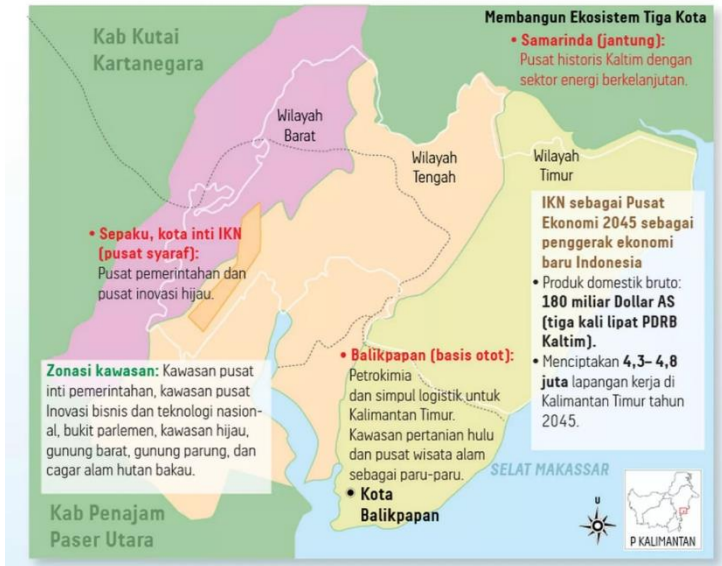 Membangun Ekosistem Tiga Kota
• Samarinda (jantung):
Pusat historis Kaltim dengan
sektor energi berkelanjutan.
Kab Kutai
Kartanegara
Wilayah
Barat
Wilayah
Tengah
Wilayah
Timur
• Sepaku, kota inti IKN
(pusat syaraf):
Pusat pemerintahan dan
pusat inovasi hijau.
IKN sebagai Pusat
Ekonomi 2045 sebagai
penggerak ekonomi
baru Indonesia
• Produk domestik bruto:
180 miliar Dollar AS
(tiga kali lipat PDRB
Kaltim).
• Menciptakan 4,3– 4,8
juta lapangan kerja di
Kalimantan Timur tahun
2045.
Zonasi kawasan: Kawasan pusat
inti pemerintahan, kawasan pusat
Inovasi bisnis dan teknologi nasion-
al, bukit parlemen, kawasan hijau,
gunung barat, gunung parung, dan
cagar alam hutan bakau.
• Balikpapan (basis otot):
Petrokimia
dan simpul logistik untuk
Kalimantan Timur.
Kawasan pertanian hulu
dan pusat wisata alam
sebagai paru-paru.
Kota
Balikpapan
SELAT MAKASSAR
Kab Penajam
Paser Utara
U
P KALIMANTAN